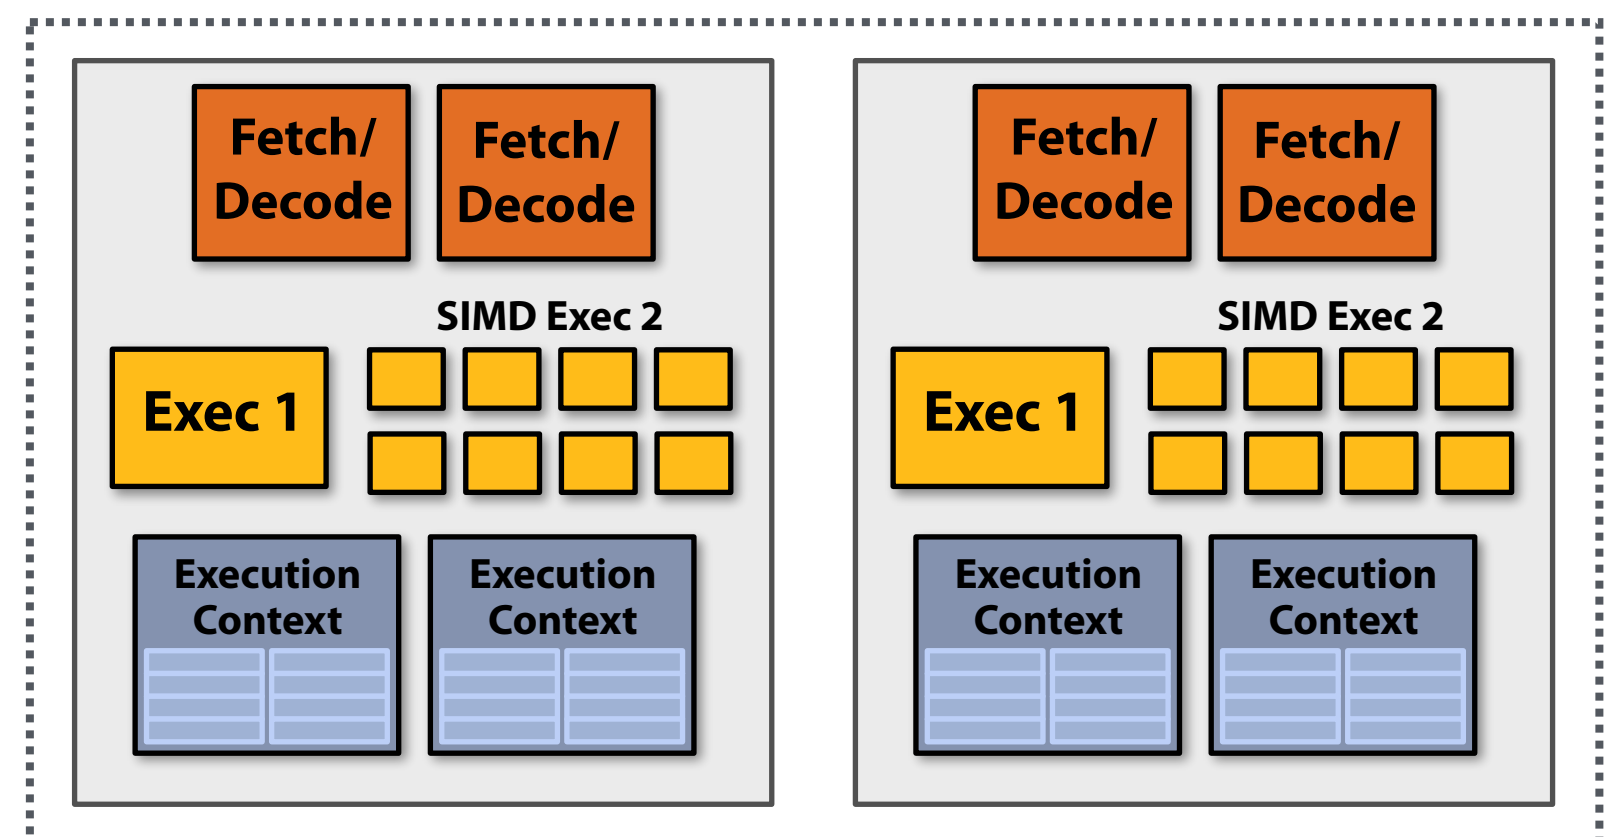 Fetch/
Decode
Fetch/
Decode
SIMD Exec 2
Exec 1
Execution
Context
Execution
Context
Fetch/
Decode
Fetch/
Decode
SIMD Exec 2
Exec 1
Execution
Context
Execution
Context